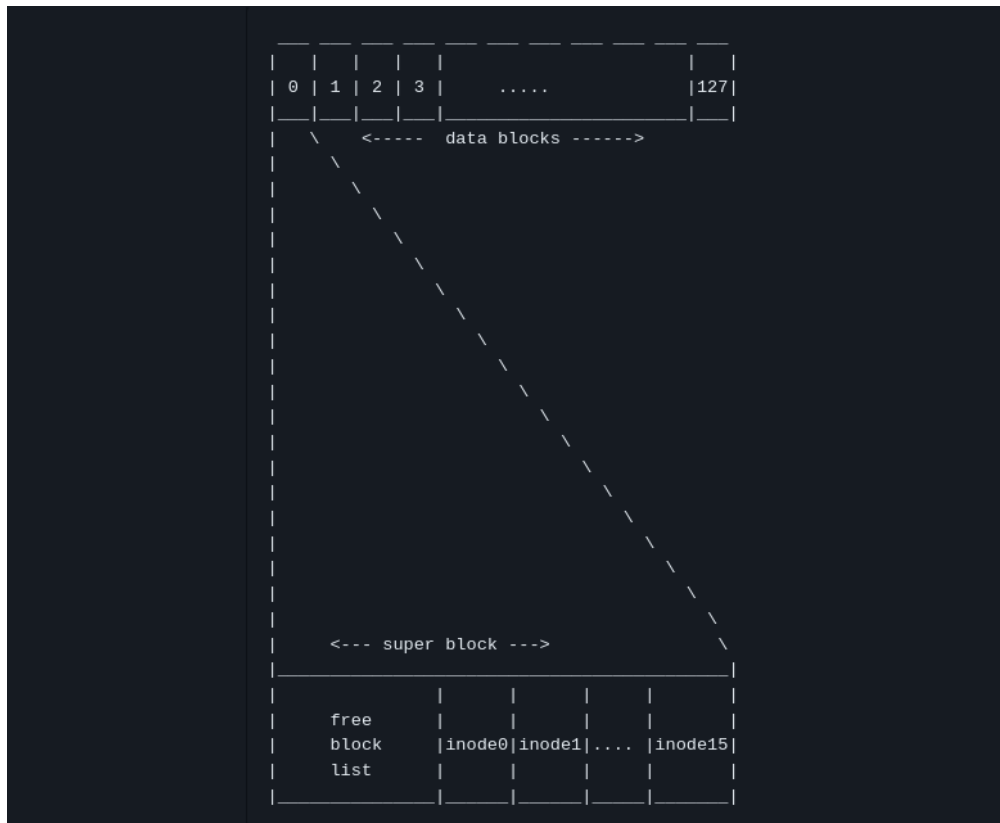 0 1 2 3 ..... 127
<----- data blocks ------>
<--- super block --->
free
block inode0 inode1 .... inode15
list